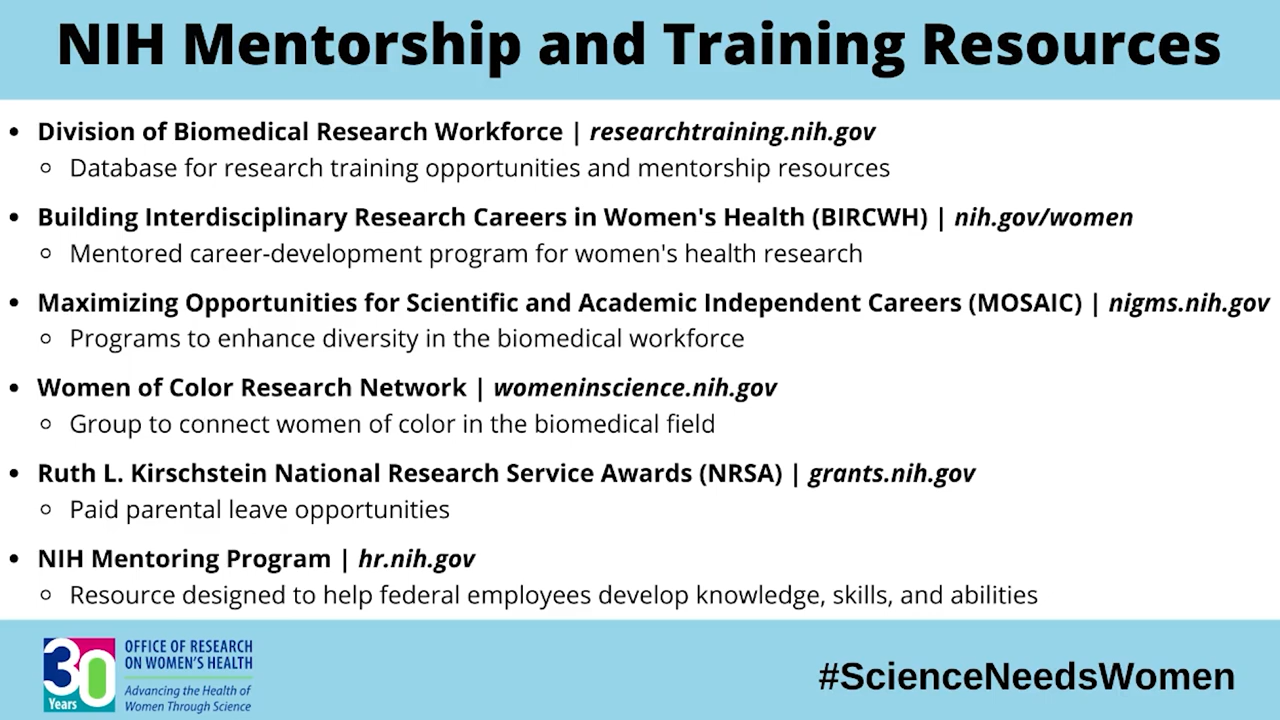 NIH Mentorship and Training Resources
• Division of Biomedical Research Workforce | researchtraining.nih.gov
◦ Database for research training opportunities and mentorship resources
• Building Interdisciplinary Research Careers in Women's Health (BIRCWH) | nih.gov/women
◦ Mentored career-development program for women's health research
• Maximizing Opportunities for Scientific and Academic Independent Careers (MOSAIC) | nigms.nih.gov
◦ Programs to enhance diversity in the biomedical workforce
• Women of Color Research Network | womeninscience.nih.gov
◦ Group to connect women of color in the biomedical field
• Ruth L. Kirschstein National Research Service Awards (NRSA) | grants.nih.gov
◦ Paid parental leave opportunities
• NIH Mentoring Program | hr.nih.gov
◦ Resource designed to help federal employees develop knowledge, skills, and abilities
30
Years
OFFICE OF RESEARCH
ON WOMEN'S HEALTH
Advancing the Health of
Women Through Science
#ScienceNeedsWomen